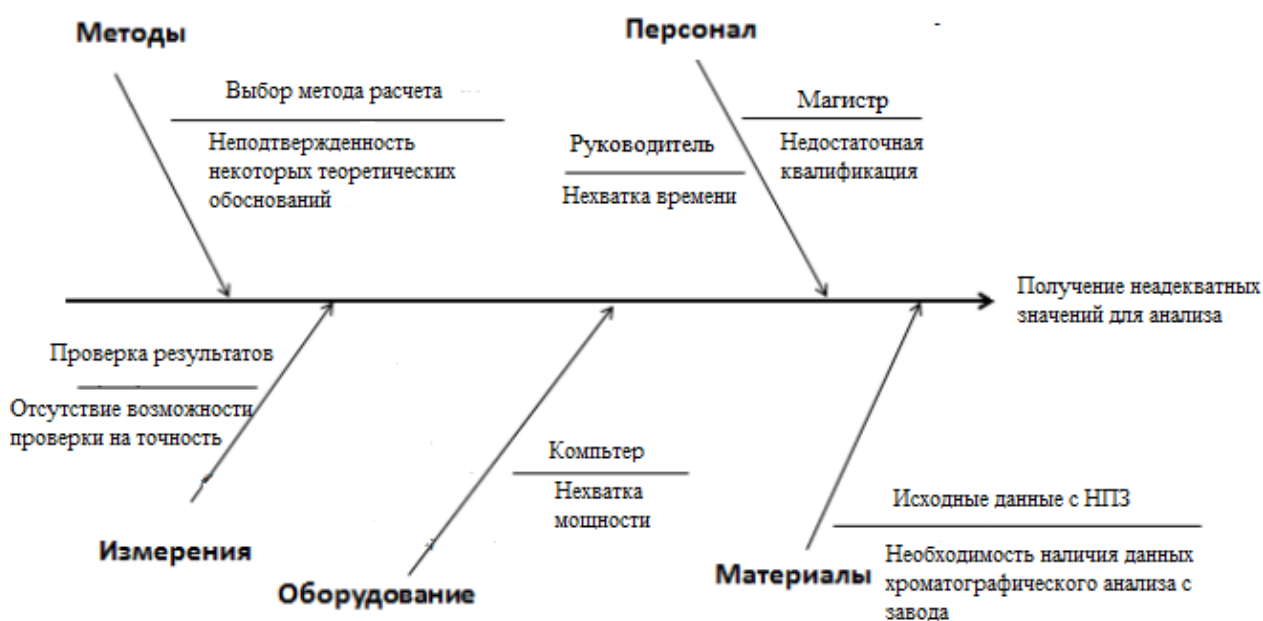 Методы
Персонал
Выбор метода расчета
Неподтвержденность
некоторых теоретических
обоснований
Руководитель
Нехватка времени
Магистр
Недостаточная
квалификация
Получение неадекватных
значений для анализа
Проверка результатов
Отсутствие возможности
проверки на точность
Измерения
Компьтер
Нехватка
мощности
Оборудование
Исходные данные с НПЗ
Необходимость наличия данных
хроматографического анализа с
завода
Материалы